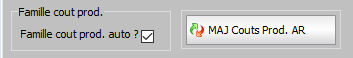 Famille cout prod.
Famille cout prod. auto ?
MAJ Couts Prod. AR